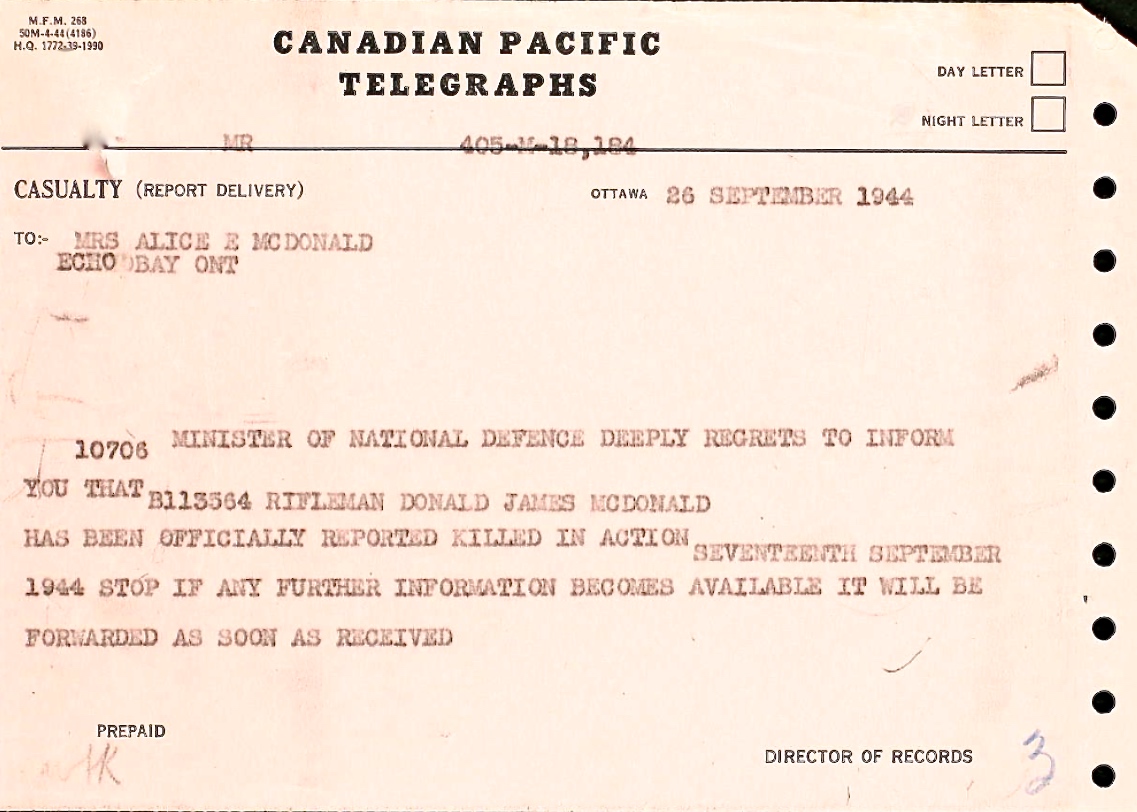 M.F.M. 268
50M-4-44(4186)
H.Q. 1772-39-1990
CANADIAN PACIFIC
TELEGRAPHS
DAY LETTER
NIGHT LETTER
MR 405-M-18,184
CASUALTY (REPORT DELIVERY) OTTAWA 26 SEPTEMBER 1944
TO:- MRS ALICE E MCDONALD
ECHO BAY ONT
10706 MINISTER OF NATIONAL DEFENCE DEEPLY REGRETS TO INFORM
YOU THAT B113564 RIFLEMAN DONALD JAMES MCDONALD
HAS BEEN OFFICIALLY REPORTED KILLED IN ACTION SEVENTEENTH SEPTEMBER
1944 STOP IF ANY FURTHER INFORMATION BECOMES AVAILABLE IT WILL BE
FORWARDED AS SOON AS RECEIVED
PREPAID
DIRECTOR OF RECORDS 3